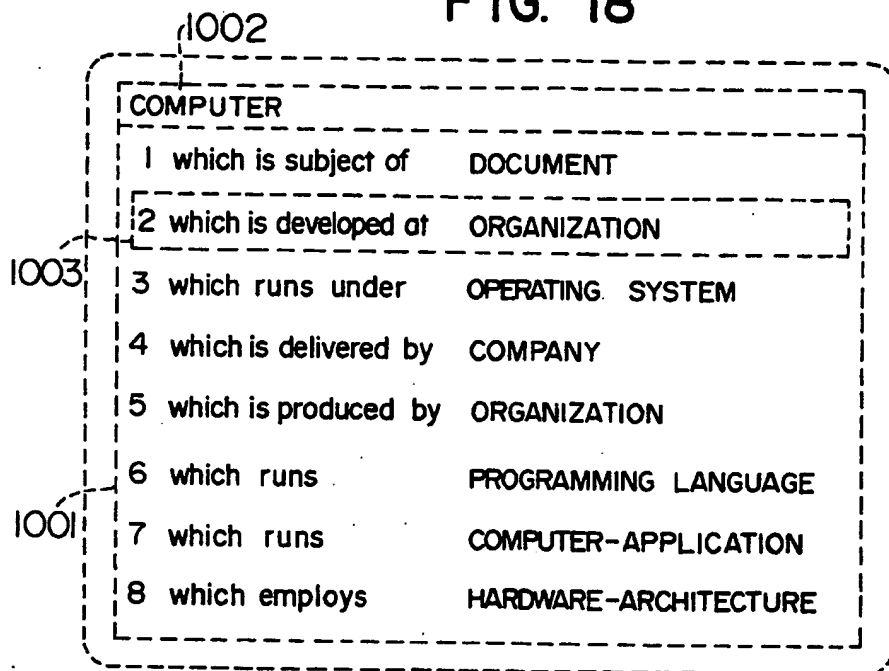 FIG. 18
1002
COMPUTER
1 which is subject of DOCUMENT
2 which is developed at ORGANIZATION
1003
3 which runs under OPERATING SYSTEM
4 which is delivered by COMPANY
5 which is produced by ORGANIZATION
6 which runs PROGRAMMING LANGUAGE
1001
7 which runs COMPUTER-APPLICATION
8 which employs HARDWARE-ARCHITECTURE